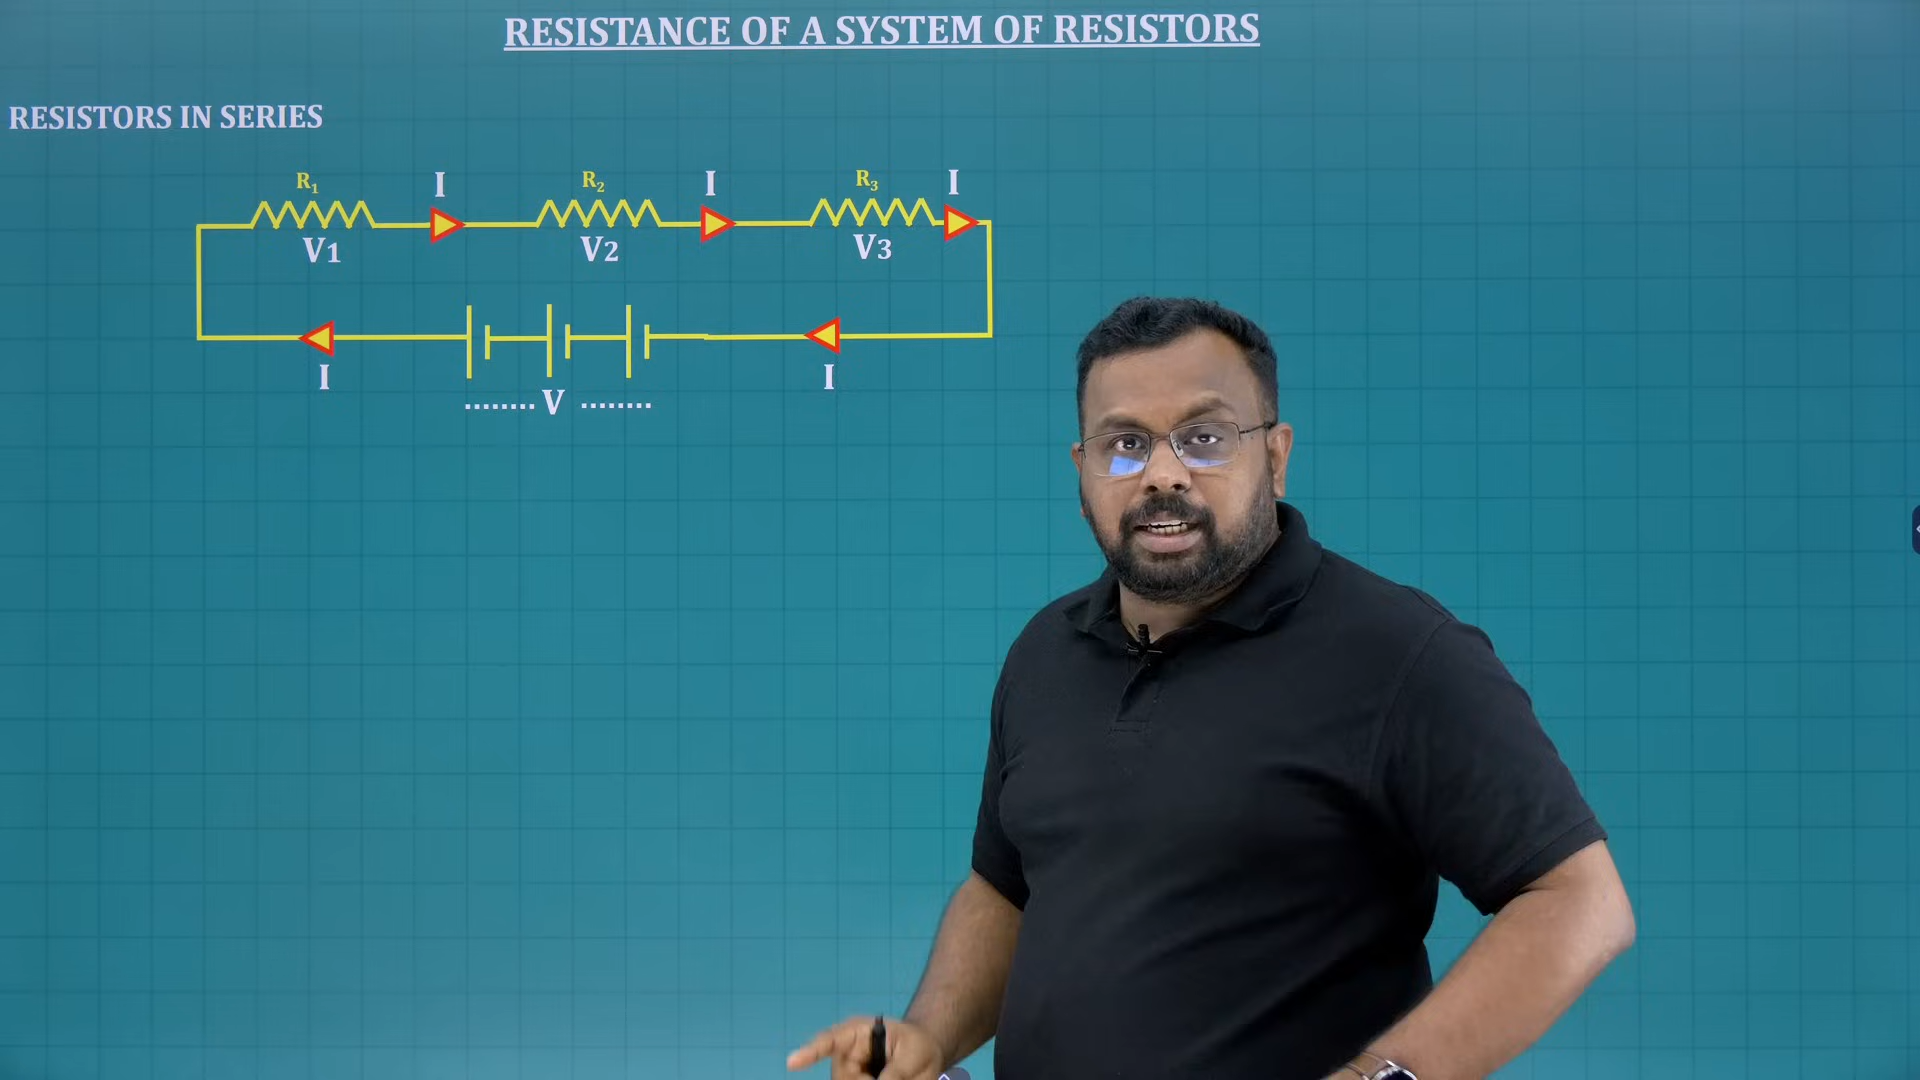 RESISTANCE OF A SYSTEM OF RESISTORS
RESISTORS IN SERIES
R₁ I R₂ I R₃ I
V1 V2 V3
I I
........ V ........